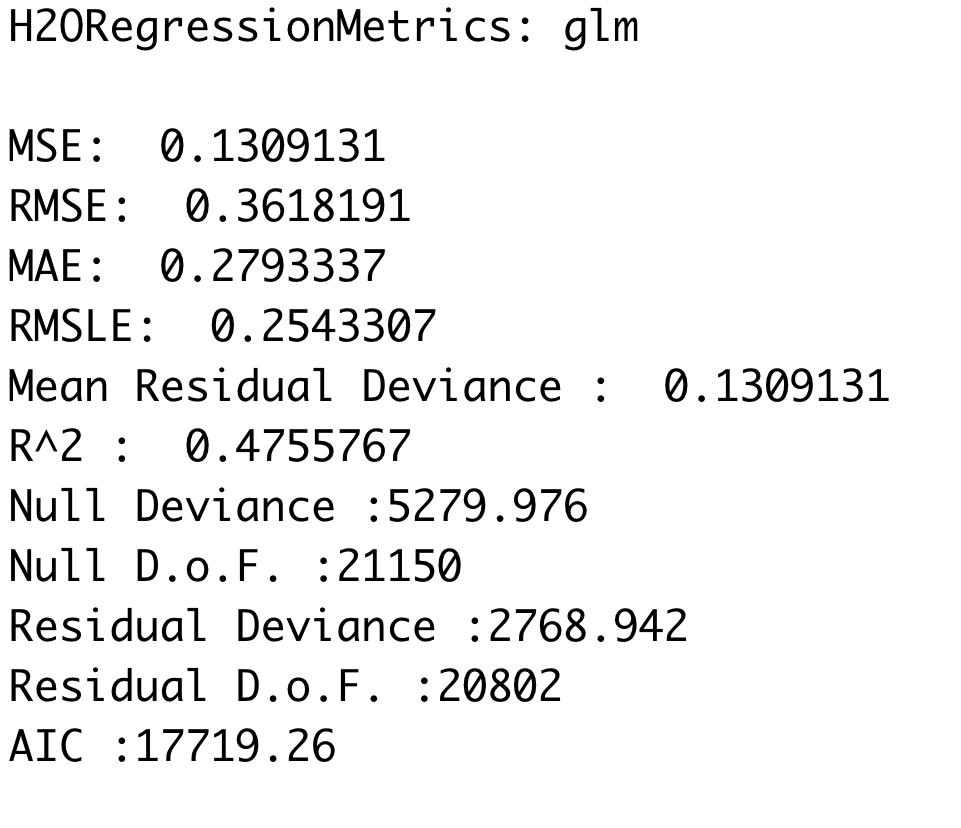 H2ORegressionMetrics: glm
MSE:  0.1309131
RMSE:  0.3618191
MAE:  0.2793337
RMSLE:  0.2543307
Mean Residual Deviance :  0.1309131
R^2 :  0.4755767
Null Deviance :5279.976
Null D.o.F. :21150
Residual Deviance :2768.942
Residual D.o.F. :20802
AIC :17719.26